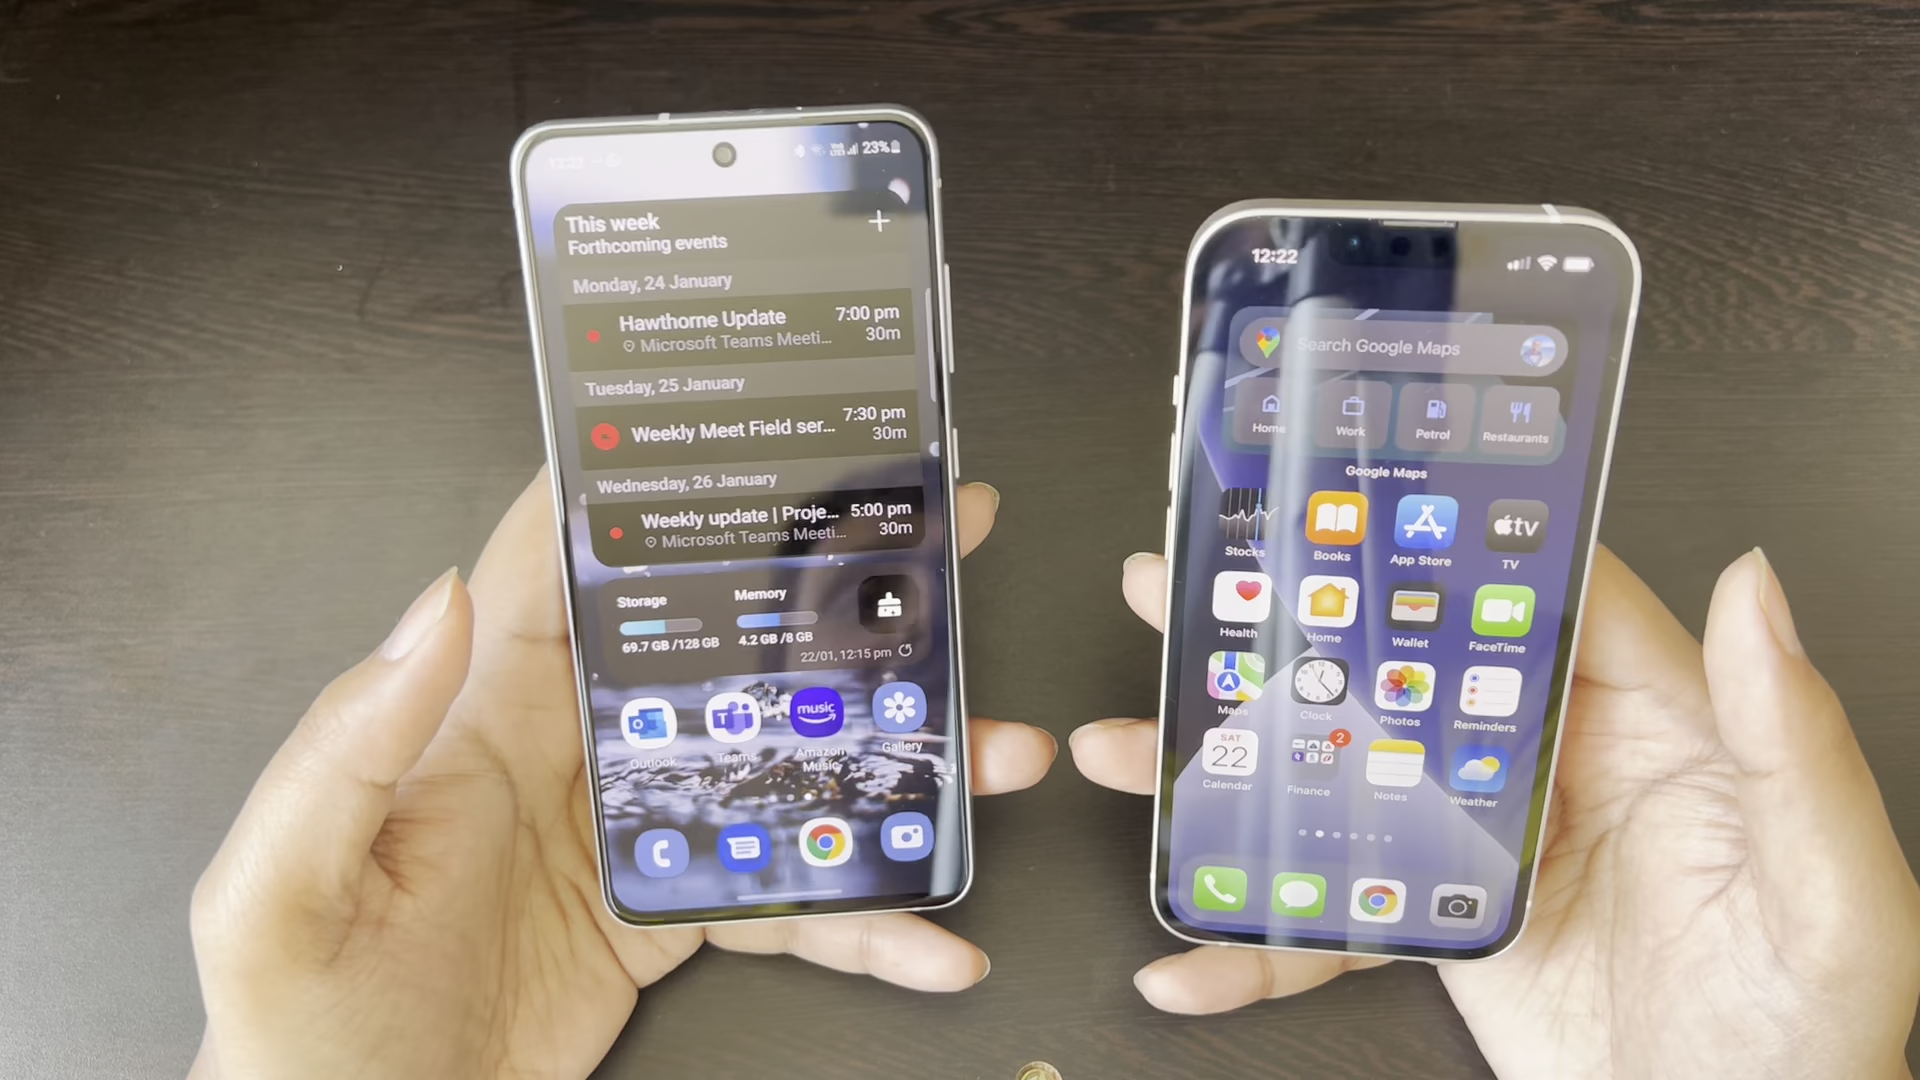 12:22
23%
This week
Forthcoming events
+
Monday, 24 January
Hawthorne Update
7:00 pm
Microsoft Teams Meeti...
30m
Tuesday, 25 January
Weekly Meet Field ser...
7:30 pm
30m
Wednesday, 26 January
Weekly update | Proje...
5:00 pm
Microsoft Teams Meeti...
30m
Storage
Memory
69.7 GB /128 GB
4.2 GB /8 GB
22/01, 12:15 pm
music
Outlook
Teams
Amazon
Music
Gallery
12:22
Search Google Maps
Home
Work
Petrol
Restaurants
Google Maps
tv
Stocks
Books
App Store
TV
Health
Home
Wallet
FaceTime
Maps
Clock
Photos
Reminders
SAT
22
2
Calendar
Finance
Notes
Weather